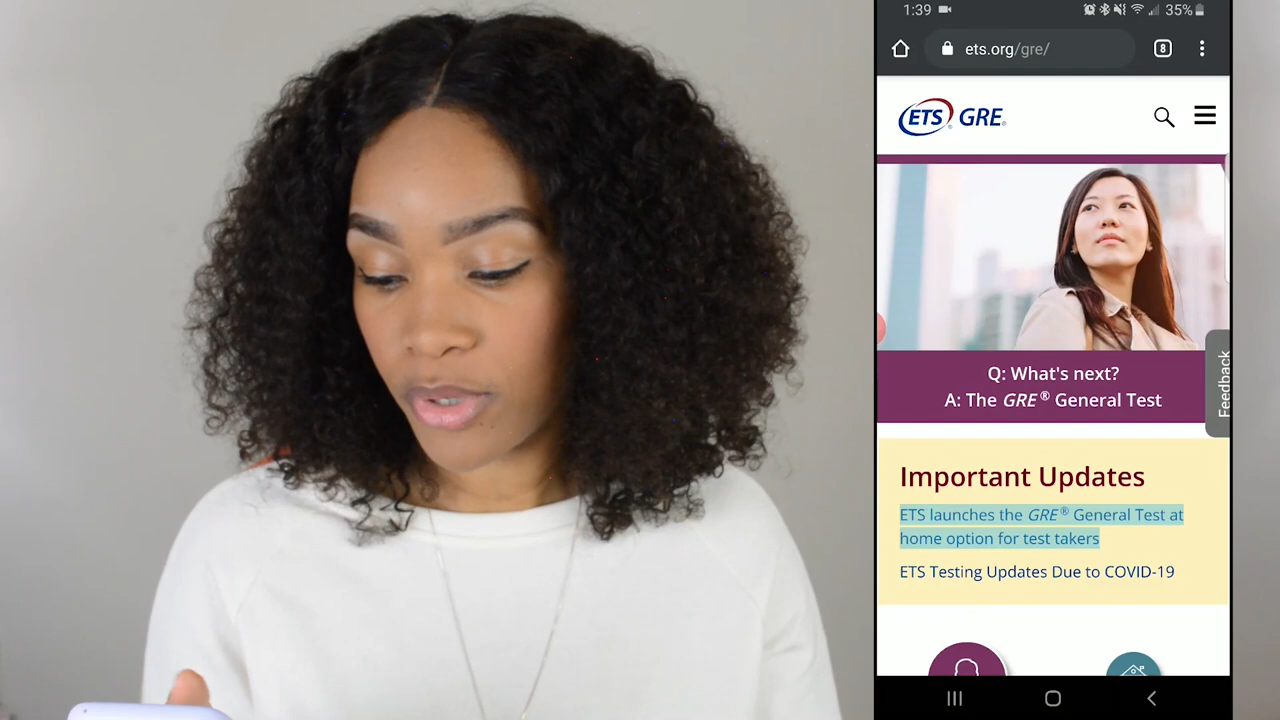 1:39 35%
8
ets.org/gre/
ETS GRE
Q: What's next?
A: The GRE® General Test
Feedback
Important Updates
ETS launches the GRE® General Test at
home option for test takers
ETS Testing Updates Due to COVID-19